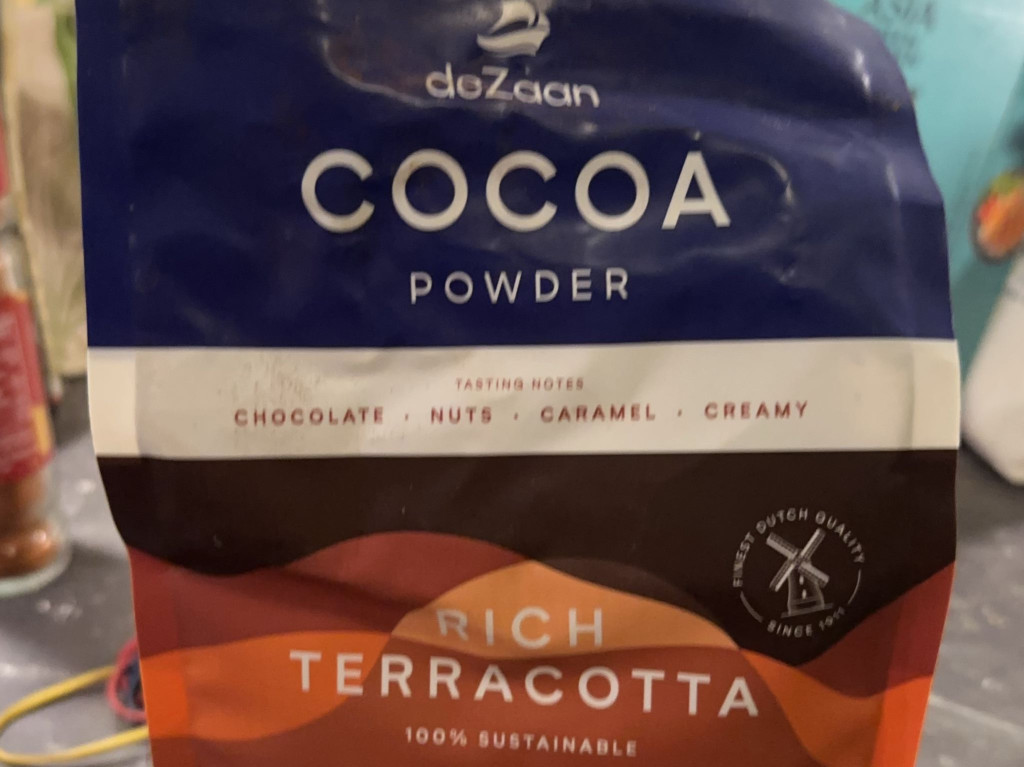 deZaan
COCOA
POWDER
TASTING NOTES
CHOCOLATE · NUTS · CARAMEL · CREAMY
FINEST DUTCH QUALITY
SINCE
RICH
TERRACOTTA
100% SUSTAINABLE